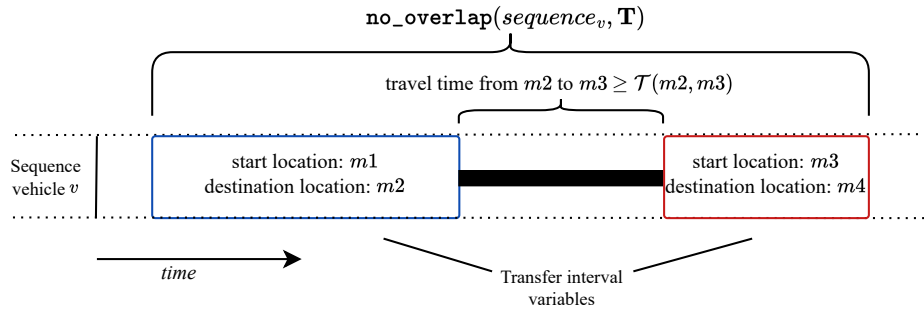 no_overlap(sequence_v, T)
travel time from m2 to m3 ≥ 𝒯(m2, m3)
Sequence
vehicle v
start location: m1
destination location: m2
start location: m3
destination location: m4
time
Transfer interval
variables